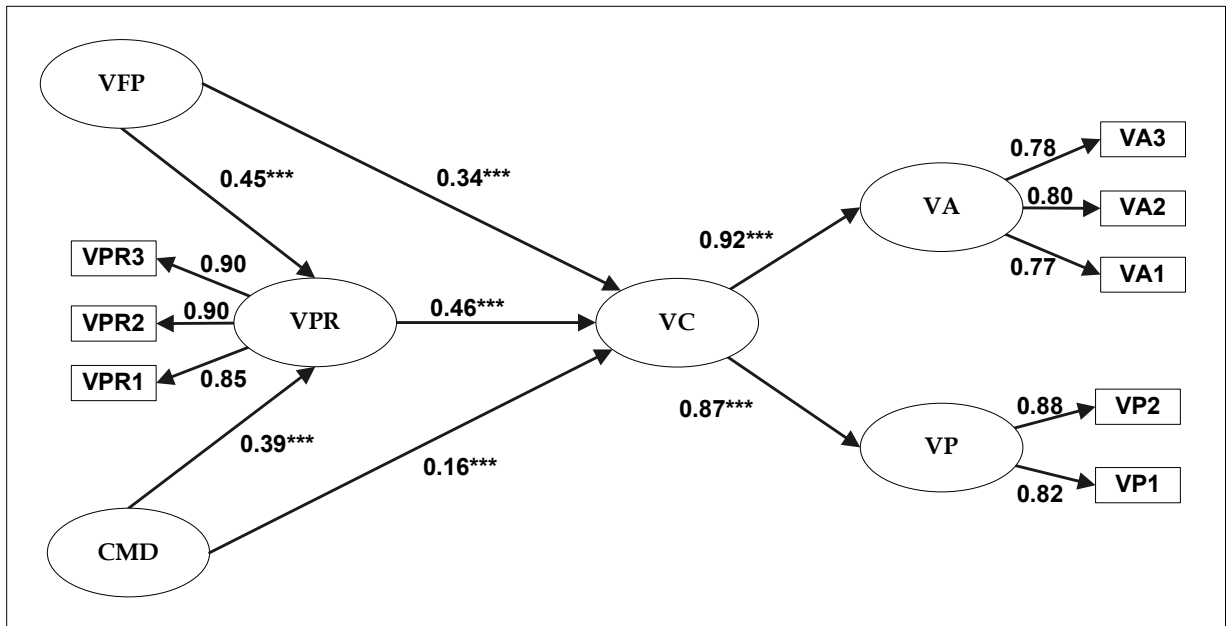 VFP
VA3
0.78
0.45***
0.34***
VA
0.80
VA2
0.92***
VPR3
0.90
0.77
VA1
VPR2
0.90
VPR
0.46***
VC
VPR1
0.85
0.87***
0.88
VP2
0.39***
0.16***
VP
0.82
VP1
CMD